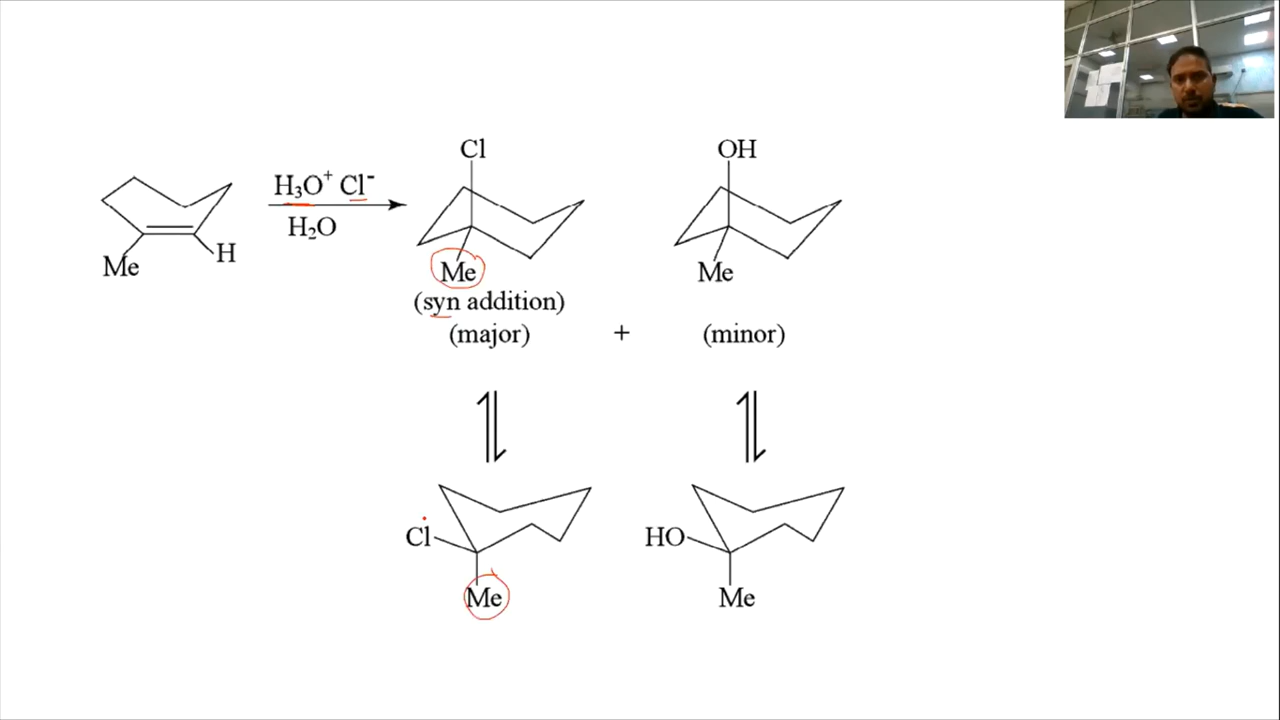 H₃O⁺ Cl⁻
H₂O
Me
H
Cl
Me
(syn addition)
(major)
+
OH
Me
(minor)
Cl
Me
HO
Me